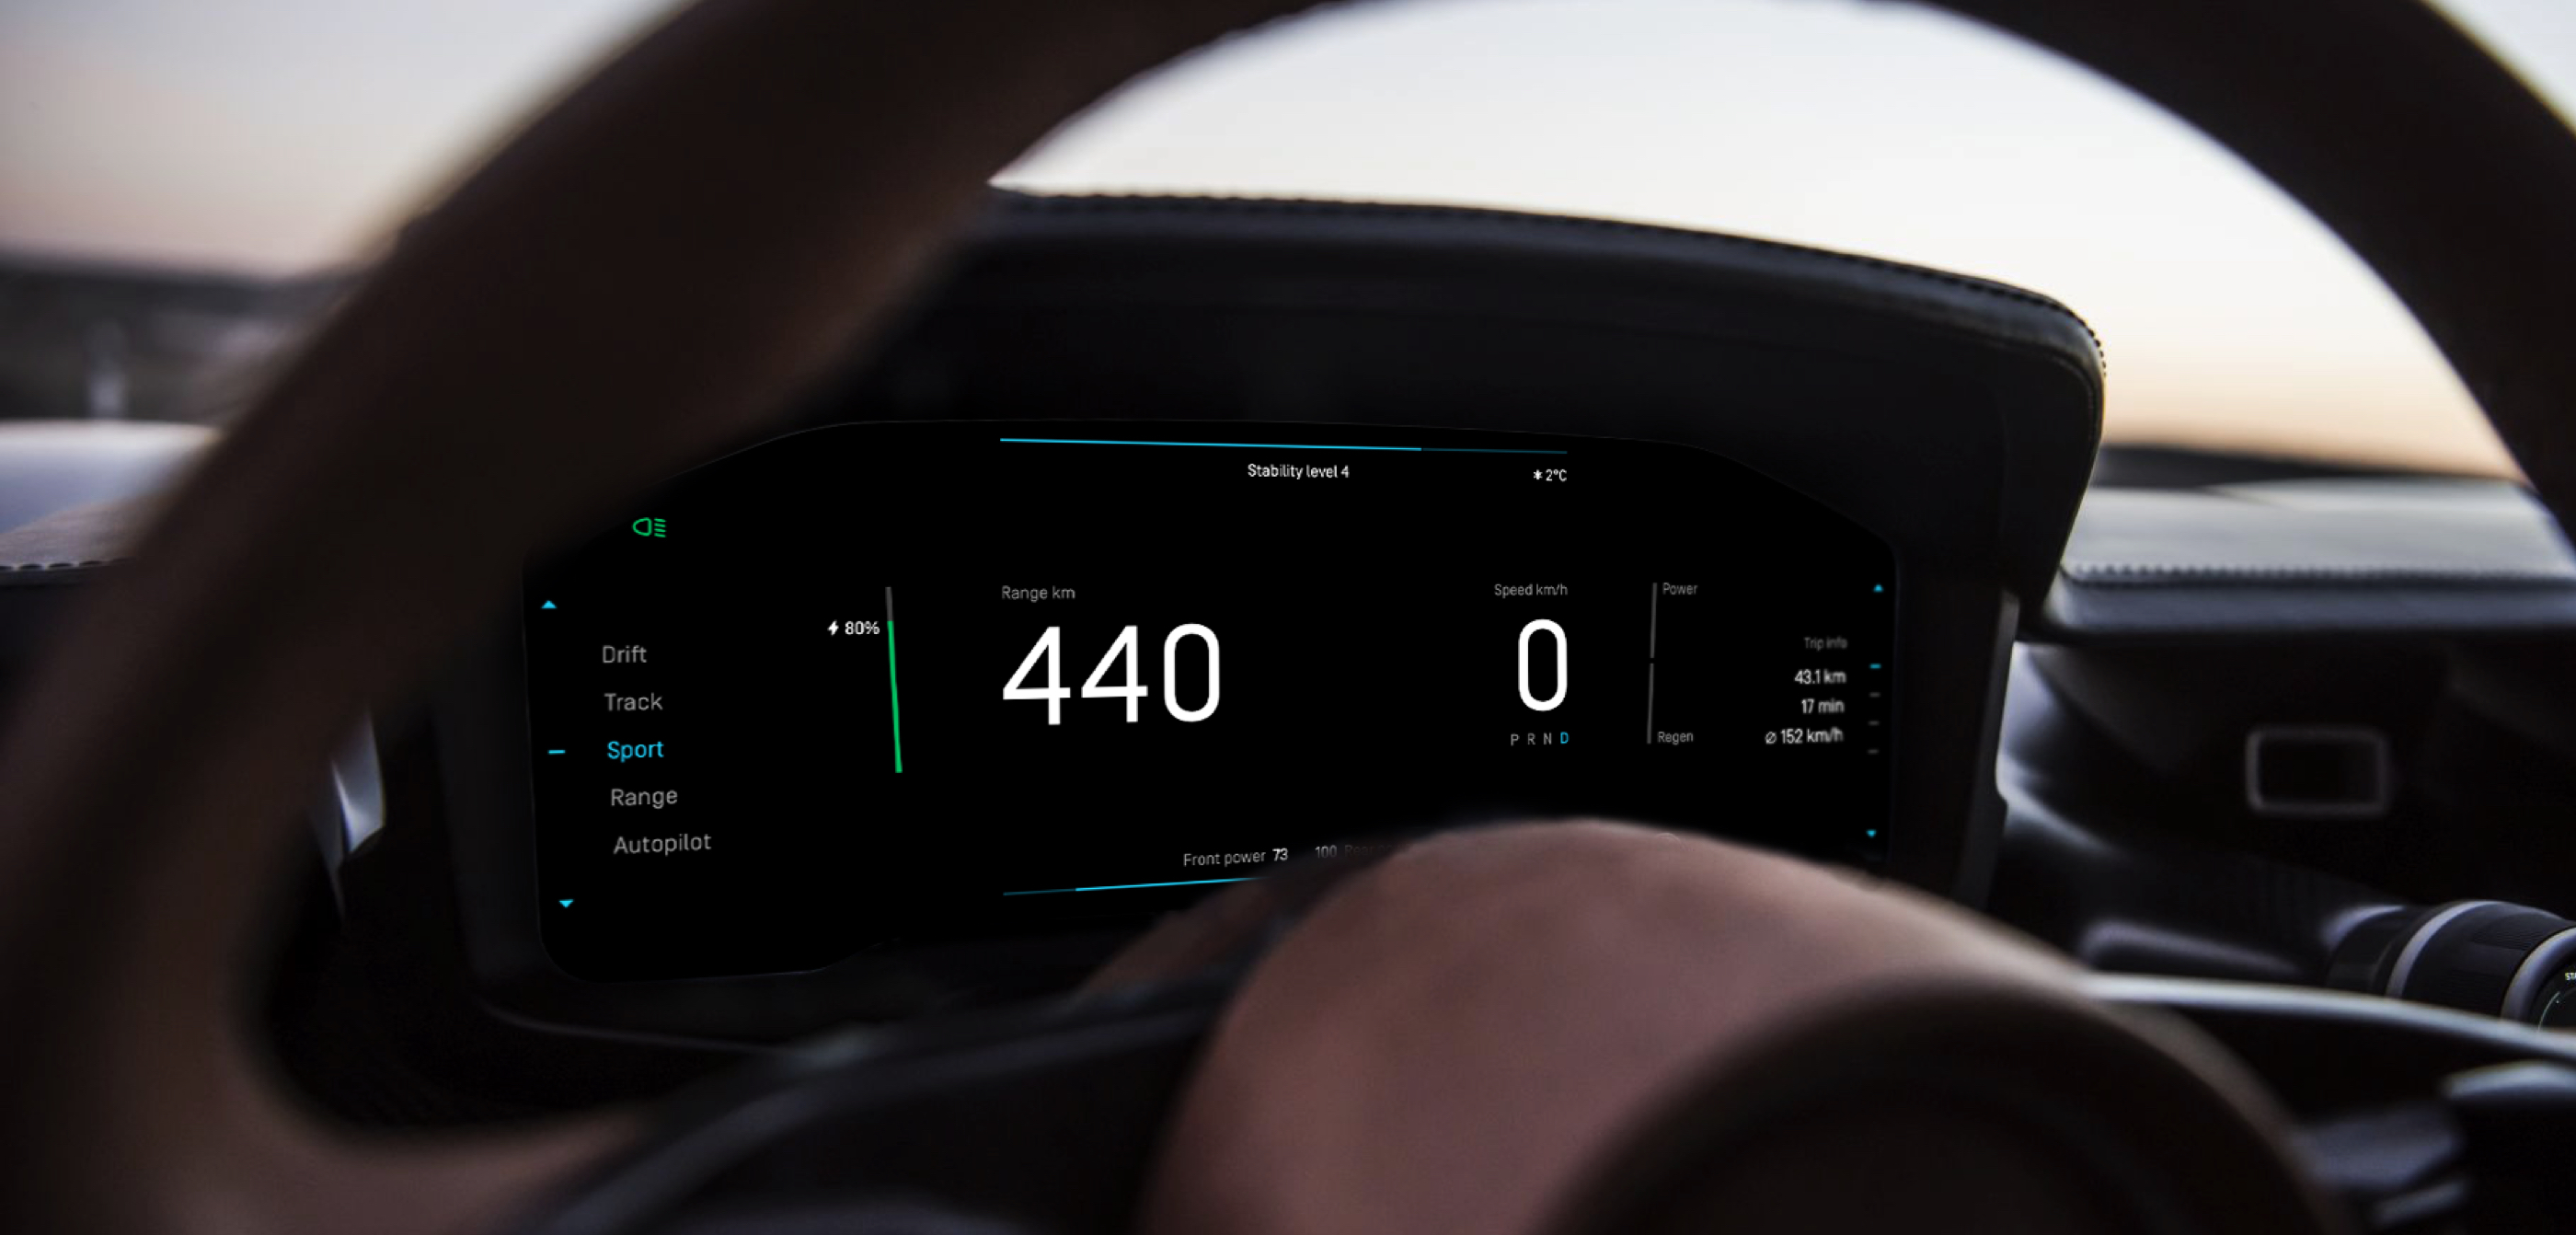 Stability level 4
* 2°C
Drift
Track
Sport
Range
Autopilot
80%
Range km
440
Speed km/h
0
P R N D
Power
Regen
Trip info
43.1 km
17 min
⌀ 152 km/h
Front power 73
100